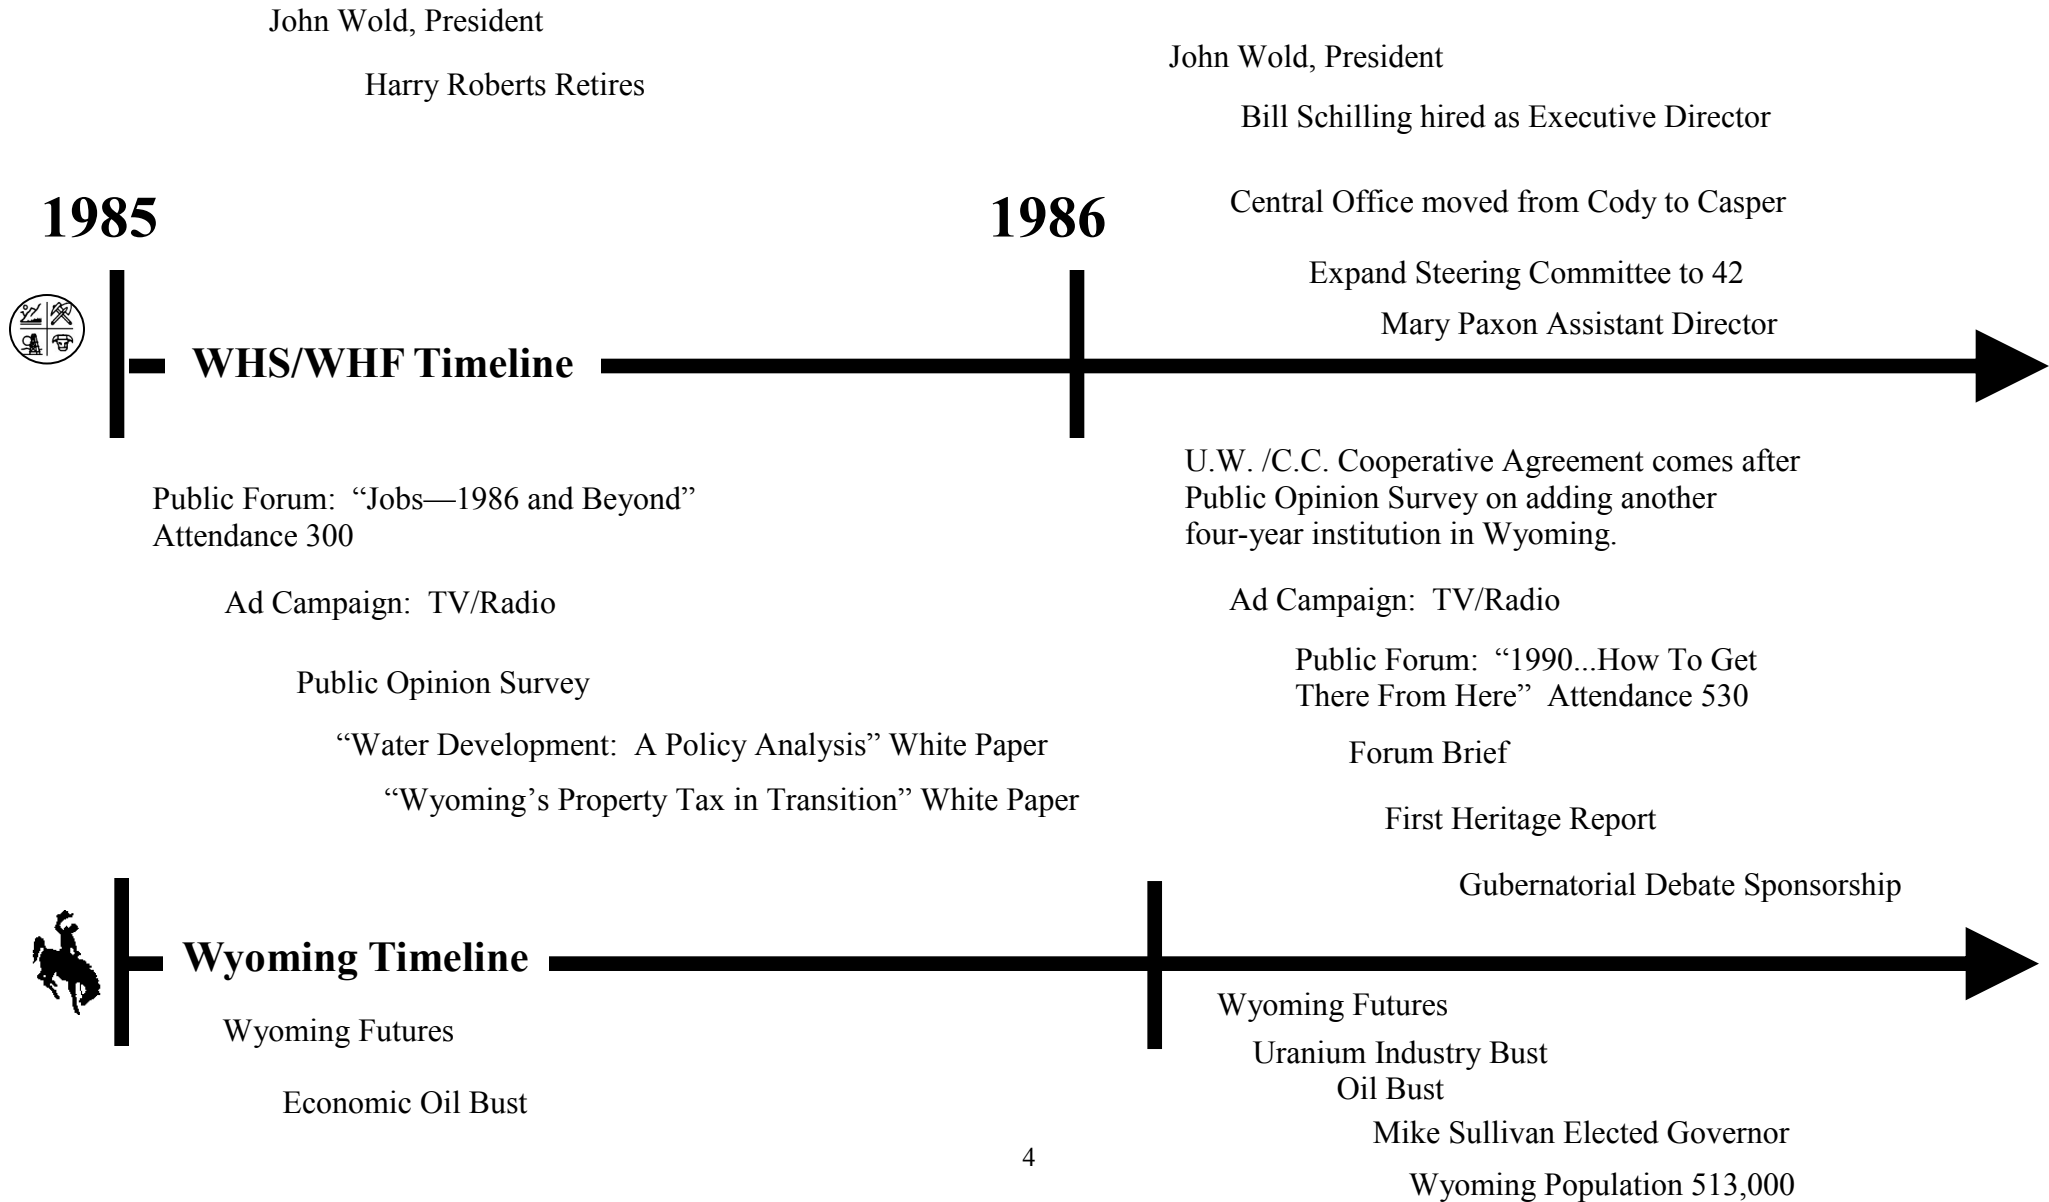 John Wold, President
Harry Roberts Retires
1985
WHS/WHF Timeline
Public Forum:  “Jobs—1986 and Beyond”
Attendance 300
Ad Campaign:  TV/Radio
Public Opinion Survey
“Water Development:  A Policy Analysis” White Paper
“Wyoming’s Property Tax in Transition” White Paper
John Wold, President
Bill Schilling hired as Executive Director
Central Office moved from Cody to Casper
1986
Expand Steering Committee to 42
Mary Paxon Assistant Director
U.W. /C.C. Cooperative Agreement comes after
Public Opinion Survey on adding another
four-year institution in Wyoming.
Ad Campaign:  TV/Radio
Public Forum:  “1990...How To Get
There From Here”  Attendance 530
Forum Brief
First Heritage Report
Gubernatorial Debate Sponsorship
Wyoming Timeline
Wyoming Futures
Economic Oil Bust
Wyoming Futures
Uranium Industry Bust
Oil Bust
Mike Sullivan Elected Governor
Wyoming Population 513,000
4